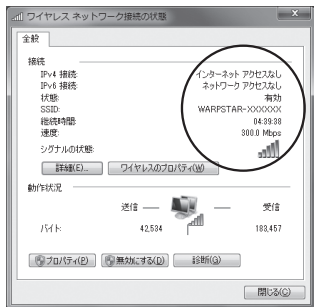 ワイヤレス ネットワーク接続の状態
全般
接続
IPv4 接続: インターネット アクセスなし
IPv6 接続: ネットワーク アクセスなし
状態: 有効
SSID: WARPSTAR-XXXXXX
継続時間: 04:39:38
速度: 300.0 Mbps
シグナルの状態:
詳細(E)... ワイヤレスのプロパティ(W)
動作状況
送信 受信
バイト: 42,534 183,457
プロパティ(P) 無効にする(D) 診断(G)
閉じる(C)